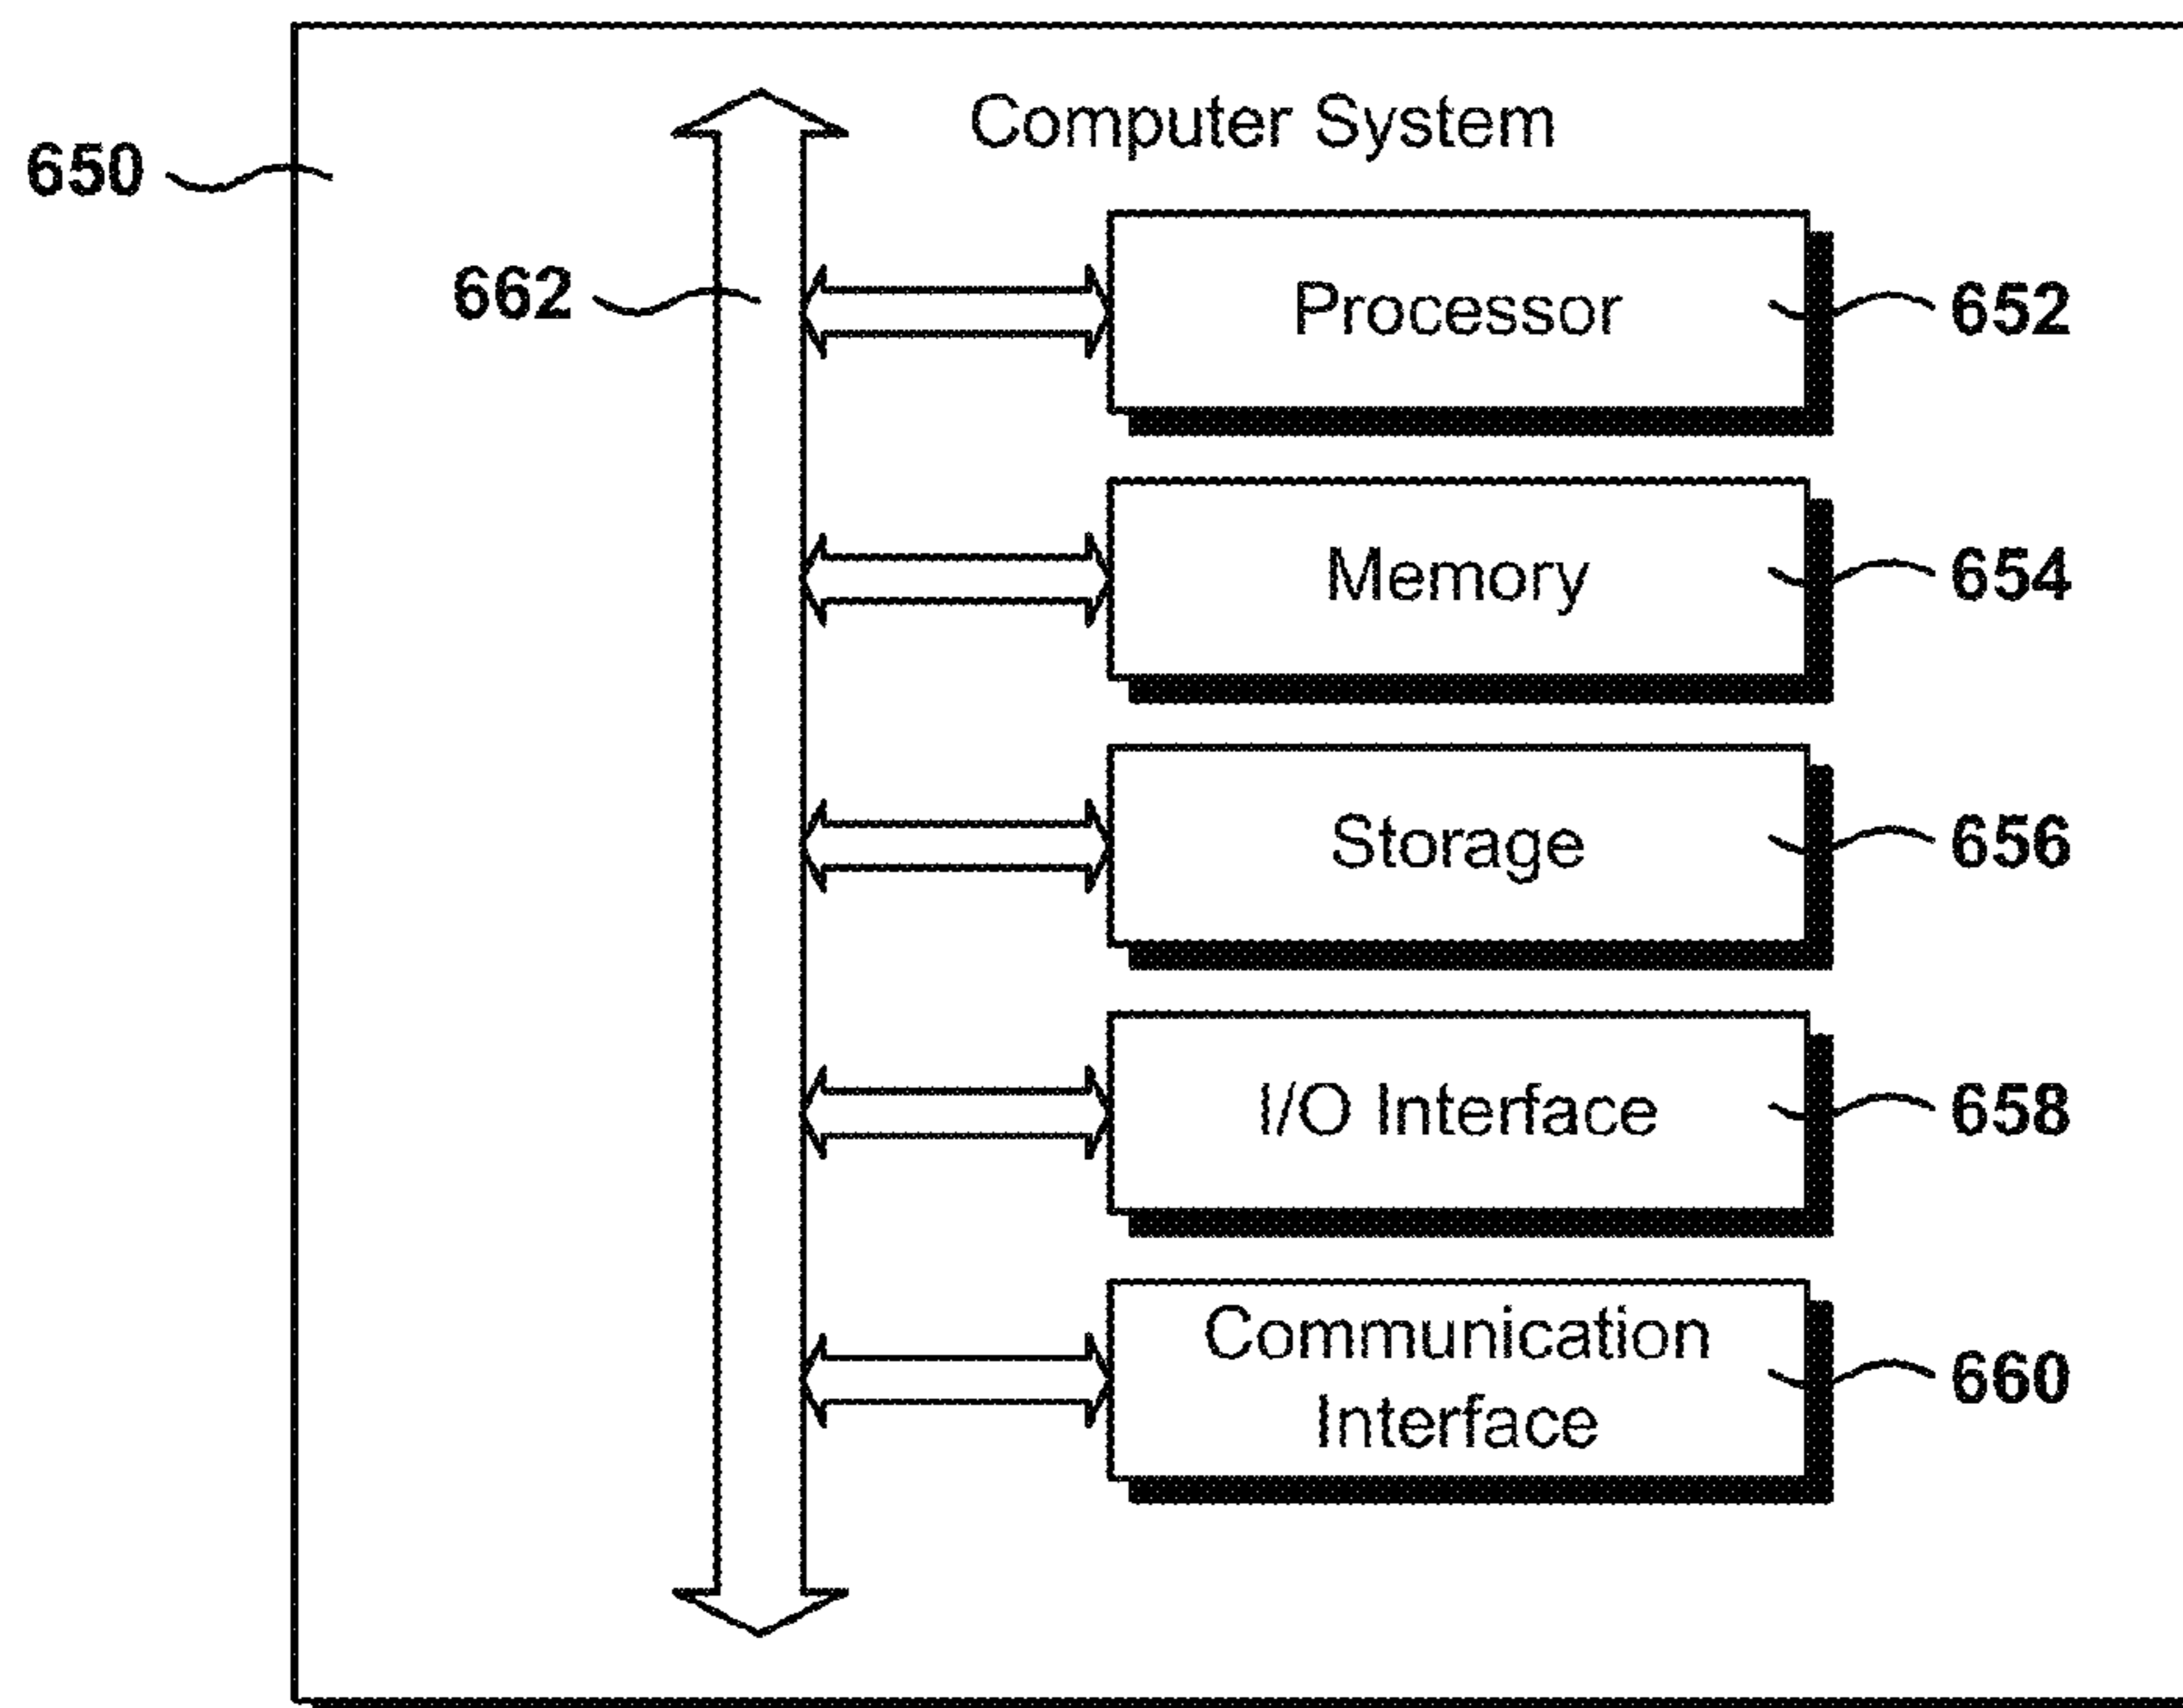 Computer System
650
662
Processor
652
Memory
654
Storage
656
I/O Interface
658
Communication
Interface
660